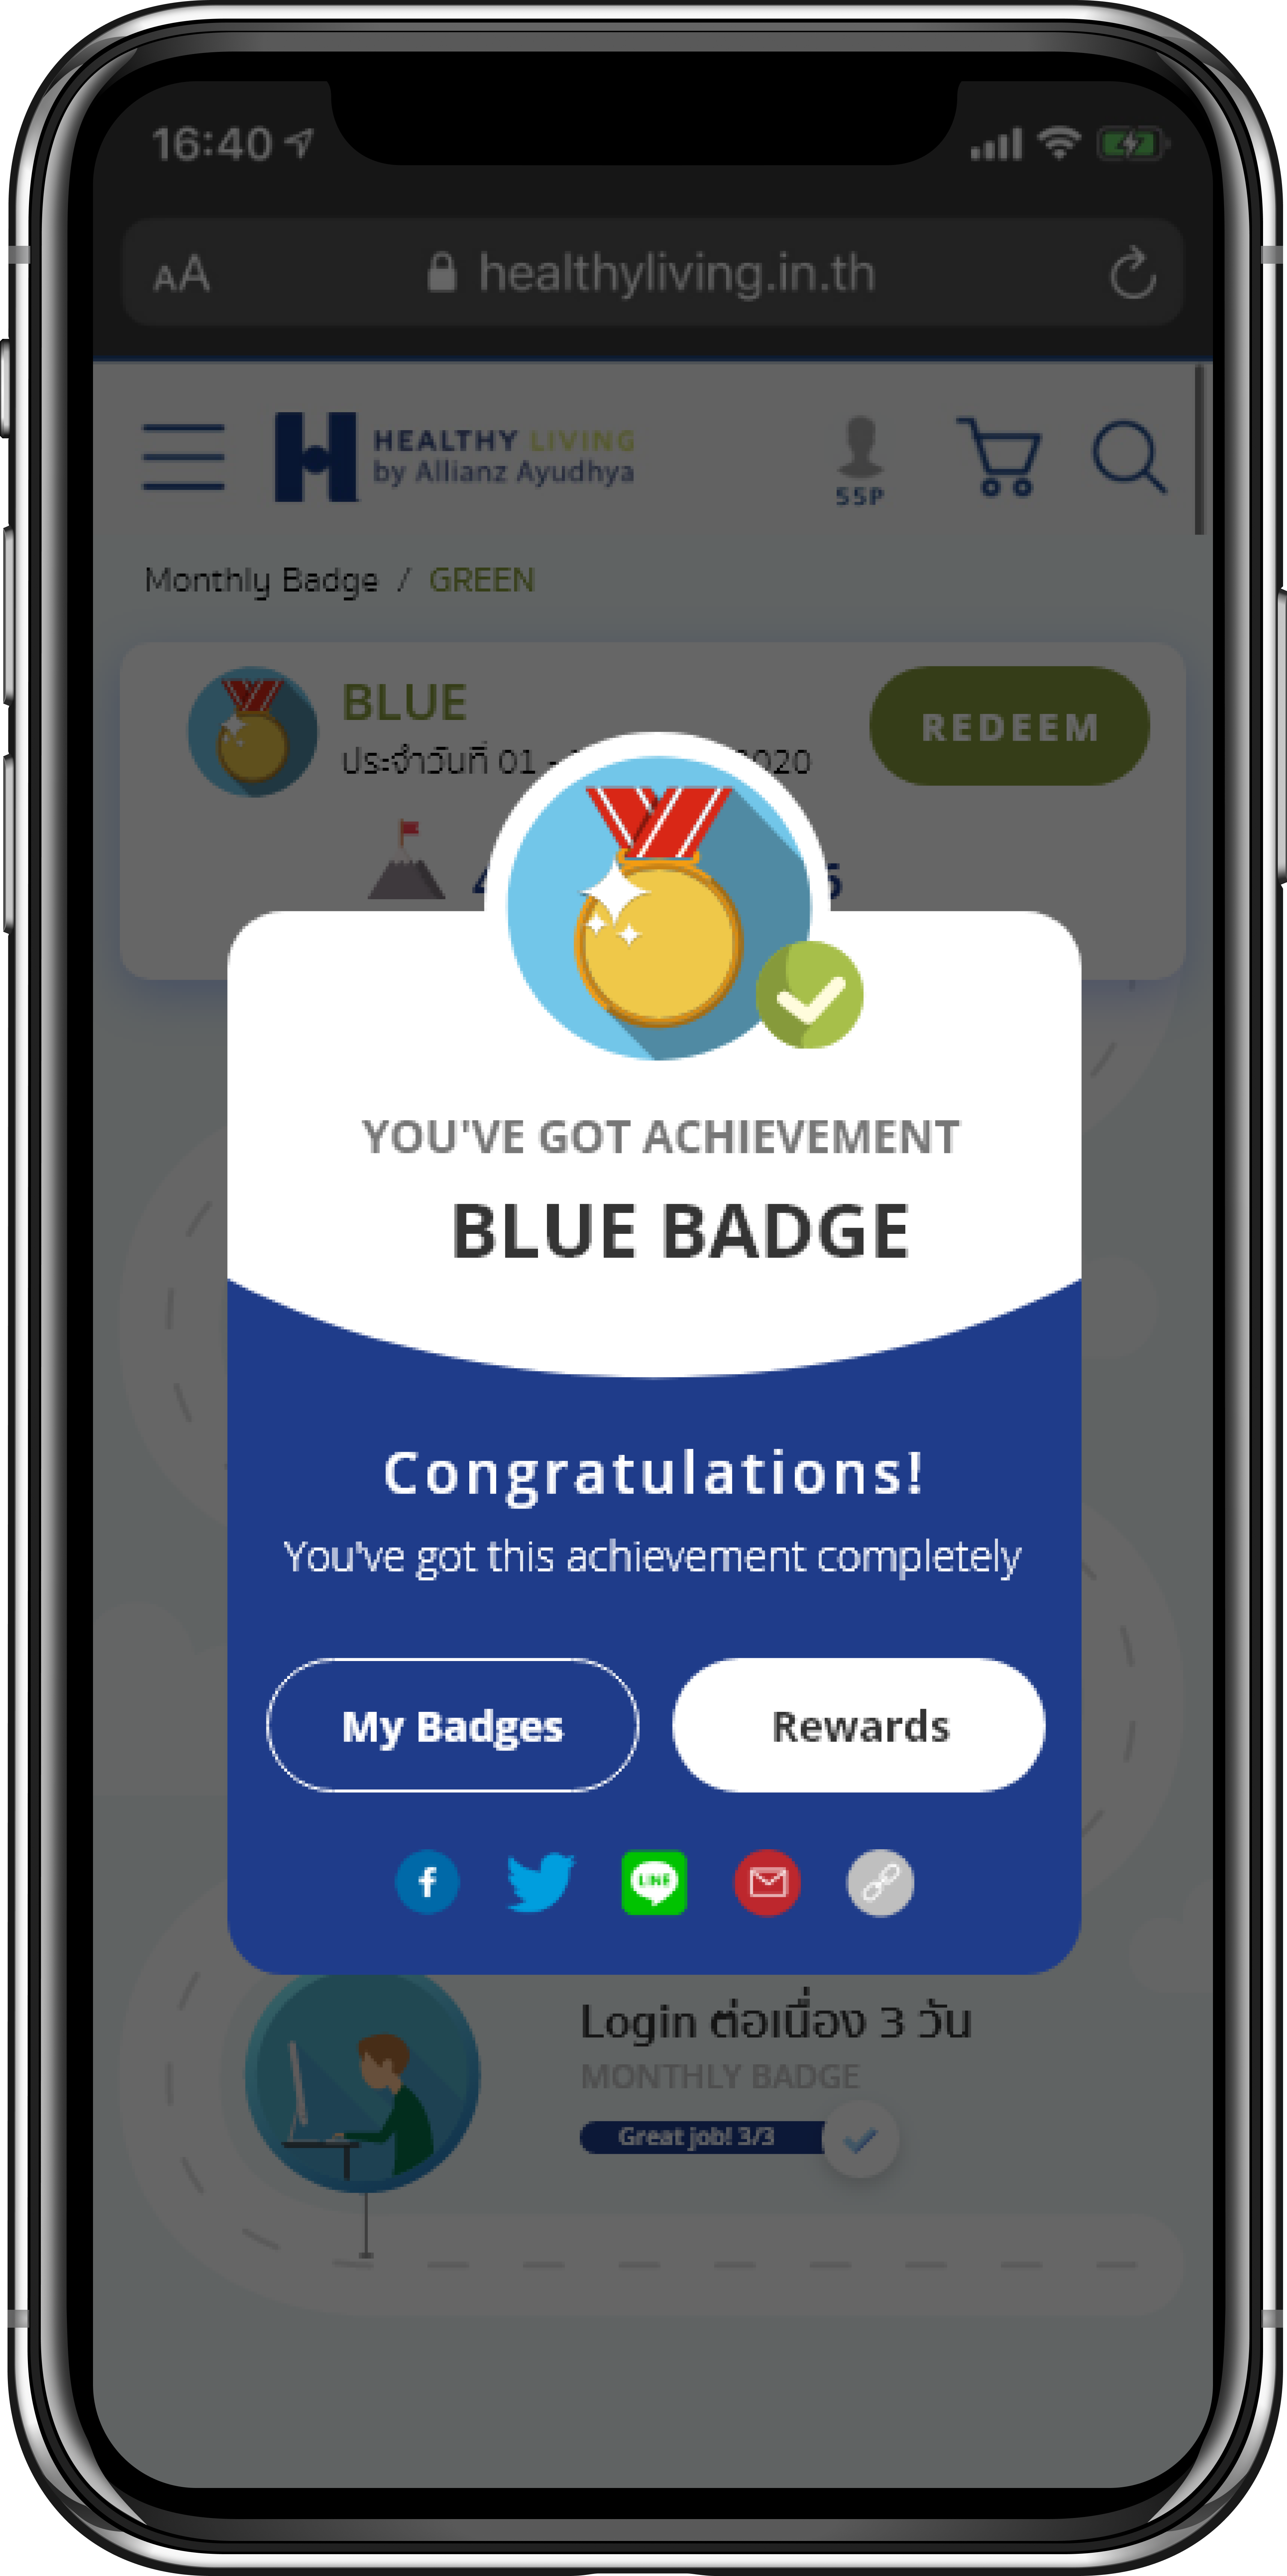 16:40
AA healthyliving.in.th
HEALTHY LIVING
by Allianz Ayudhya
55P
Monthly Badge / GREEN
BLUE
REDEEM
ประจำวันที่ 01 - 2020
YOU'VE GOT ACHIEVEMENT
BLUE BADGE
Congratulations!
You've got this achievement completely
My Badges
Rewards
f
LINE
Login ต่อเนื่อง 3 วัน
MONTHLY BADGE
Great job! 3/3